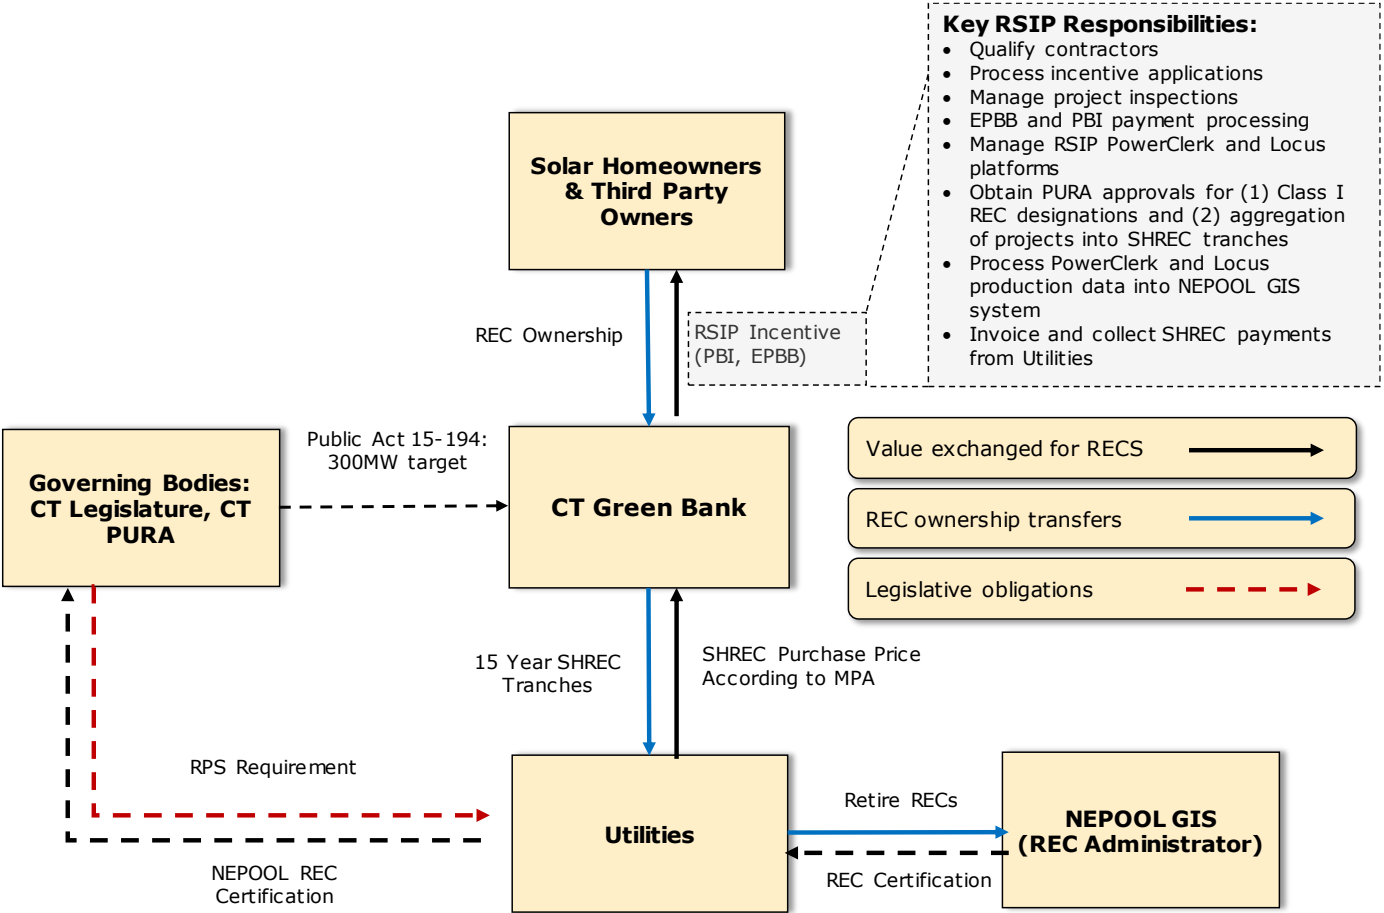 Key RSIP Responsibilities:
• Qualify contractors
• Process incentive applications
• Manage project inspections
• EPBB and PBI payment processing
• Manage RSIP PowerClerk and Locus
platforms
• Obtain PURA approvals for (1) Class I
REC designations and (2) aggregation
of projects into SHREC tranches
• Process PowerClerk and Locus
production data into NEPOOL GIS
system
• Invoice and collect SHREC payments
from Utilities
Solar Homeowners
& Third Party
Owners
REC Ownership
RSIP Incentive
(PBI, EPBB)
Public Act 15-194:
300MW target
Governing Bodies:
CT Legislature, CT
PURA
CT Green Bank
Value exchanged for RECS
REC ownership transfers
Legislative obligations
15 Year SHREC
Tranches
SHREC Purchase Price
According to MPA
RPS Requirement
NEPOOL REC
Certification
Utilities
Retire RECs
REC Certification
NEPOOL GIS
(REC Administrator)